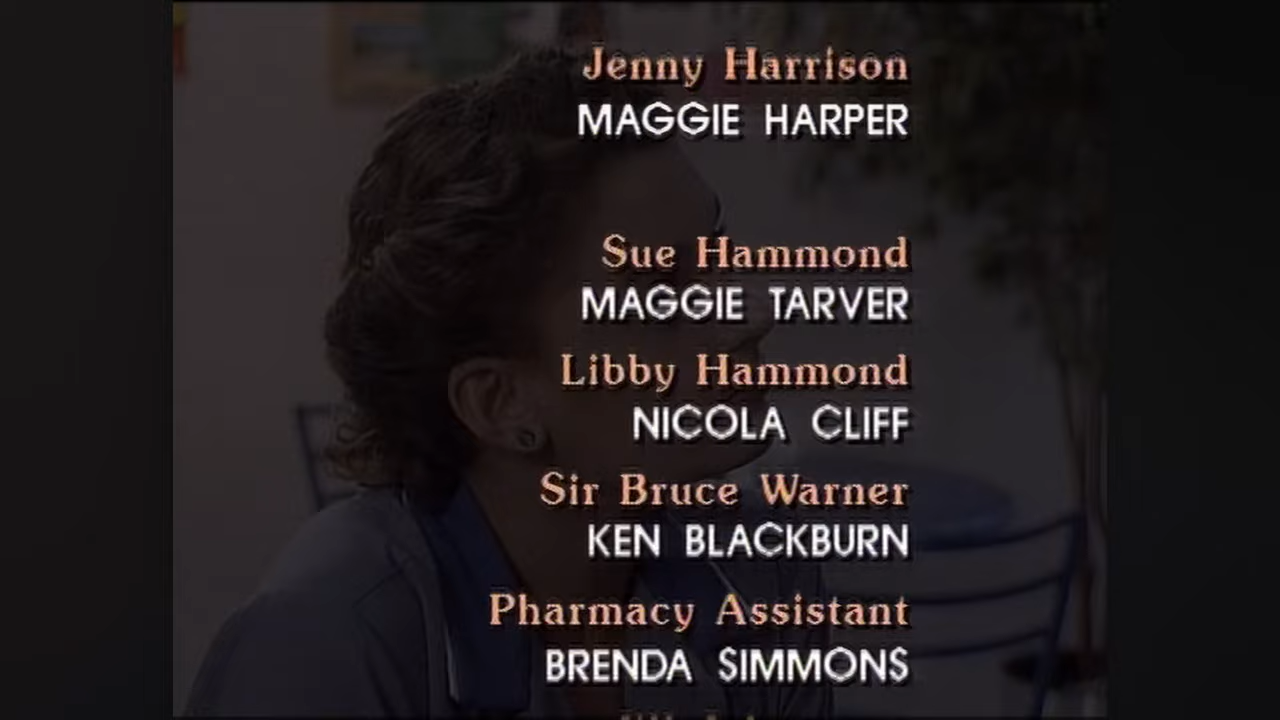 Jenny Harrison
MAGGIE HARPER
Sue Hammond
MAGGIE TARVER
Libby Hammond
NICOLA CLIFF
Sir Bruce Warner
KEN BLACKBURN
Pharmacy Assistant
BRENDA SIMMONS